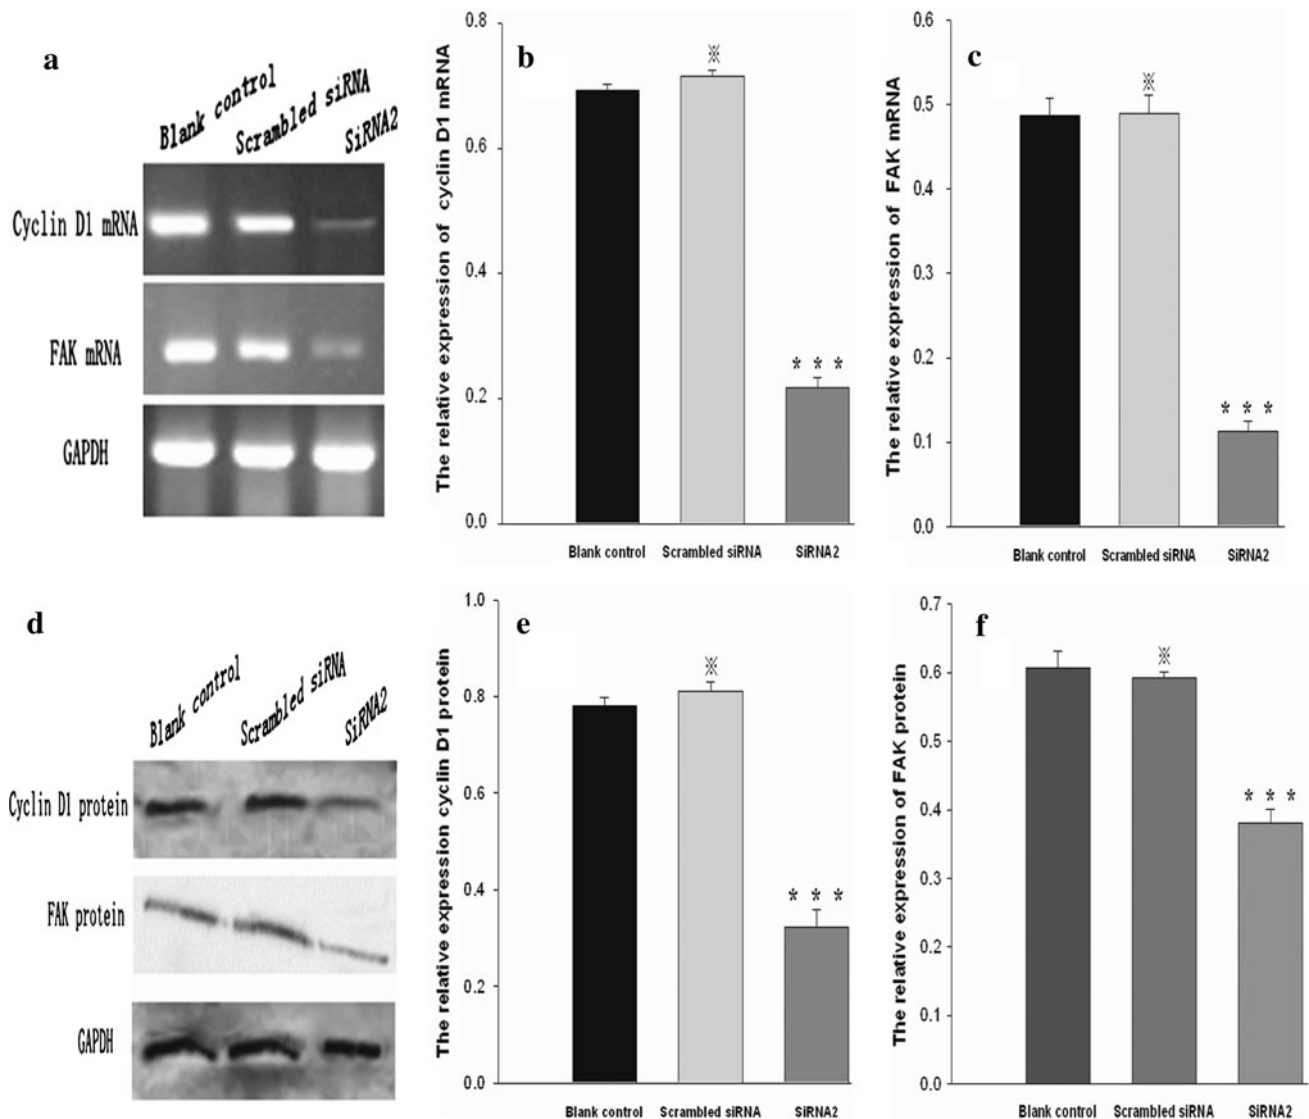 a
Blank control
Scrambled siRNA
SiRNA2
Cyclin D1 mRNA
FAK mRNA
GAPDH
b
The relative expression of cyclin D1 mRNA
0.8
0.6
0.4
0.2
0.0
※
* * *
Blank control
Scrambled siRNA
SiRNA2
c
The relative expression of FAK mRNA
0.6
0.5
0.4
0.3
0.2
0.1
0.0
※
* * *
Blank control
Scrambled siRNA
SiRNA2
d
Blank control
Scrambled siRNA
SiRNA2
Cyclin D1 protein
FAK protein
GAPDH
e
The relative expression cyclin D1 protein
1.0
0.8
0.6
0.4
0.2
0.0
※
* * *
Blank control
Scrambled siRNA
SiRNA2
f
The relative expression of FAK protein
0.7
0.6
0.5
0.4
0.3
0.2
0.1
0.0
※
* * *
Blank control
Scrambled siRNA
SiRNA2